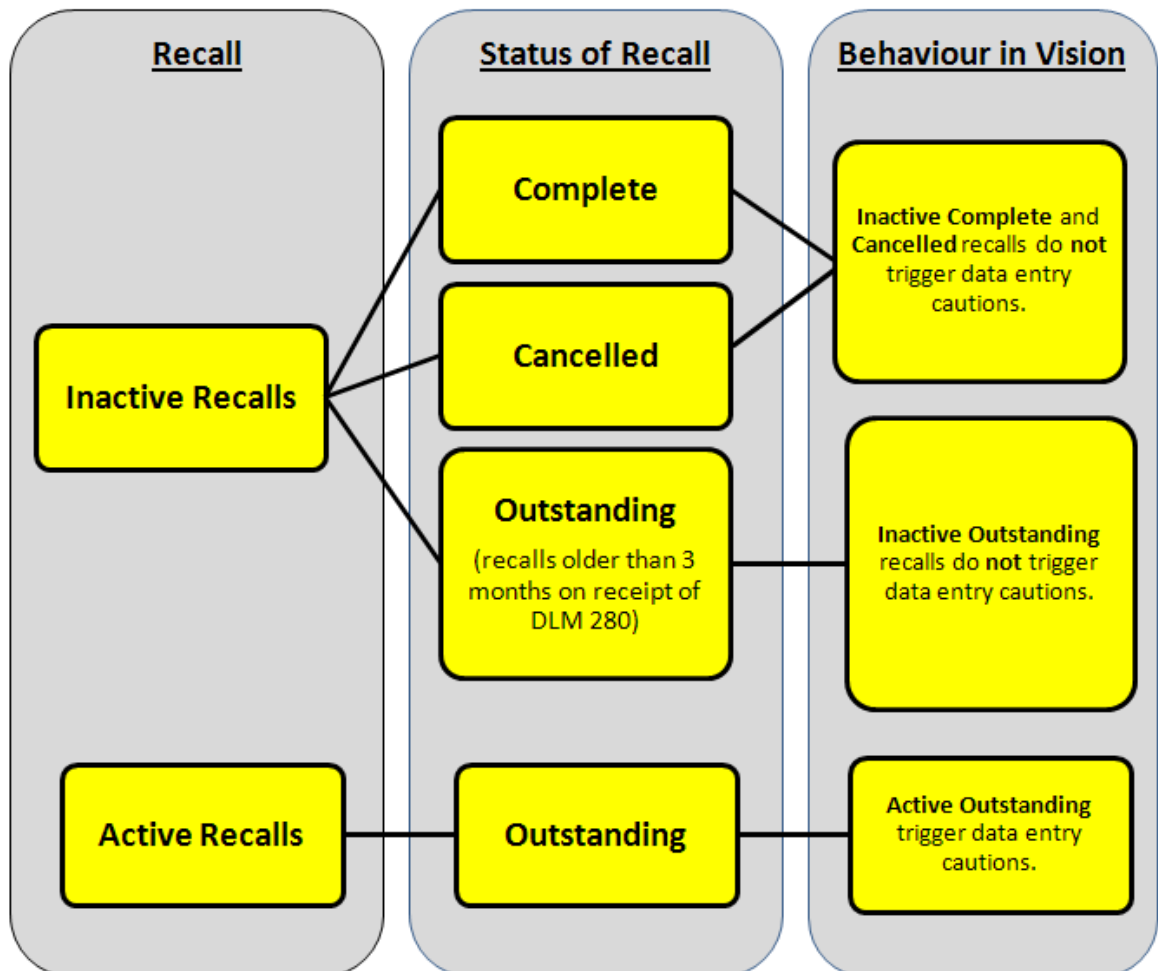 Recall
Status of Recall
Behaviour in Vision
Inactive Recalls
Complete
Cancelled
Outstanding
(recalls older than 3
months on receipt of
DLM 280)
Inactive Complete and
Cancelled recalls do not
trigger data entry
cautions.
Inactive Outstanding
recalls do not trigger
data entry cautions.
Active Recalls
Outstanding
Active Outstanding
trigger data entry
cautions.